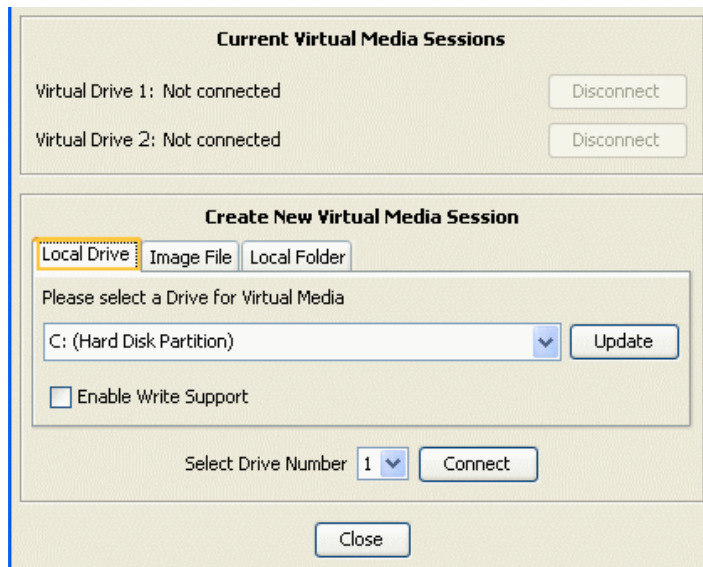 Current Virtual Media Sessions
Virtual Drive 1: Not connected Disconnect
Virtual Drive 2: Not connected Disconnect
Create New Virtual Media Session
Local Drive Image File Local Folder
Please select a Drive for Virtual Media
C: (Hard Disk Partition) Update
Enable Write Support
Select Drive Number 1 Connect
Close